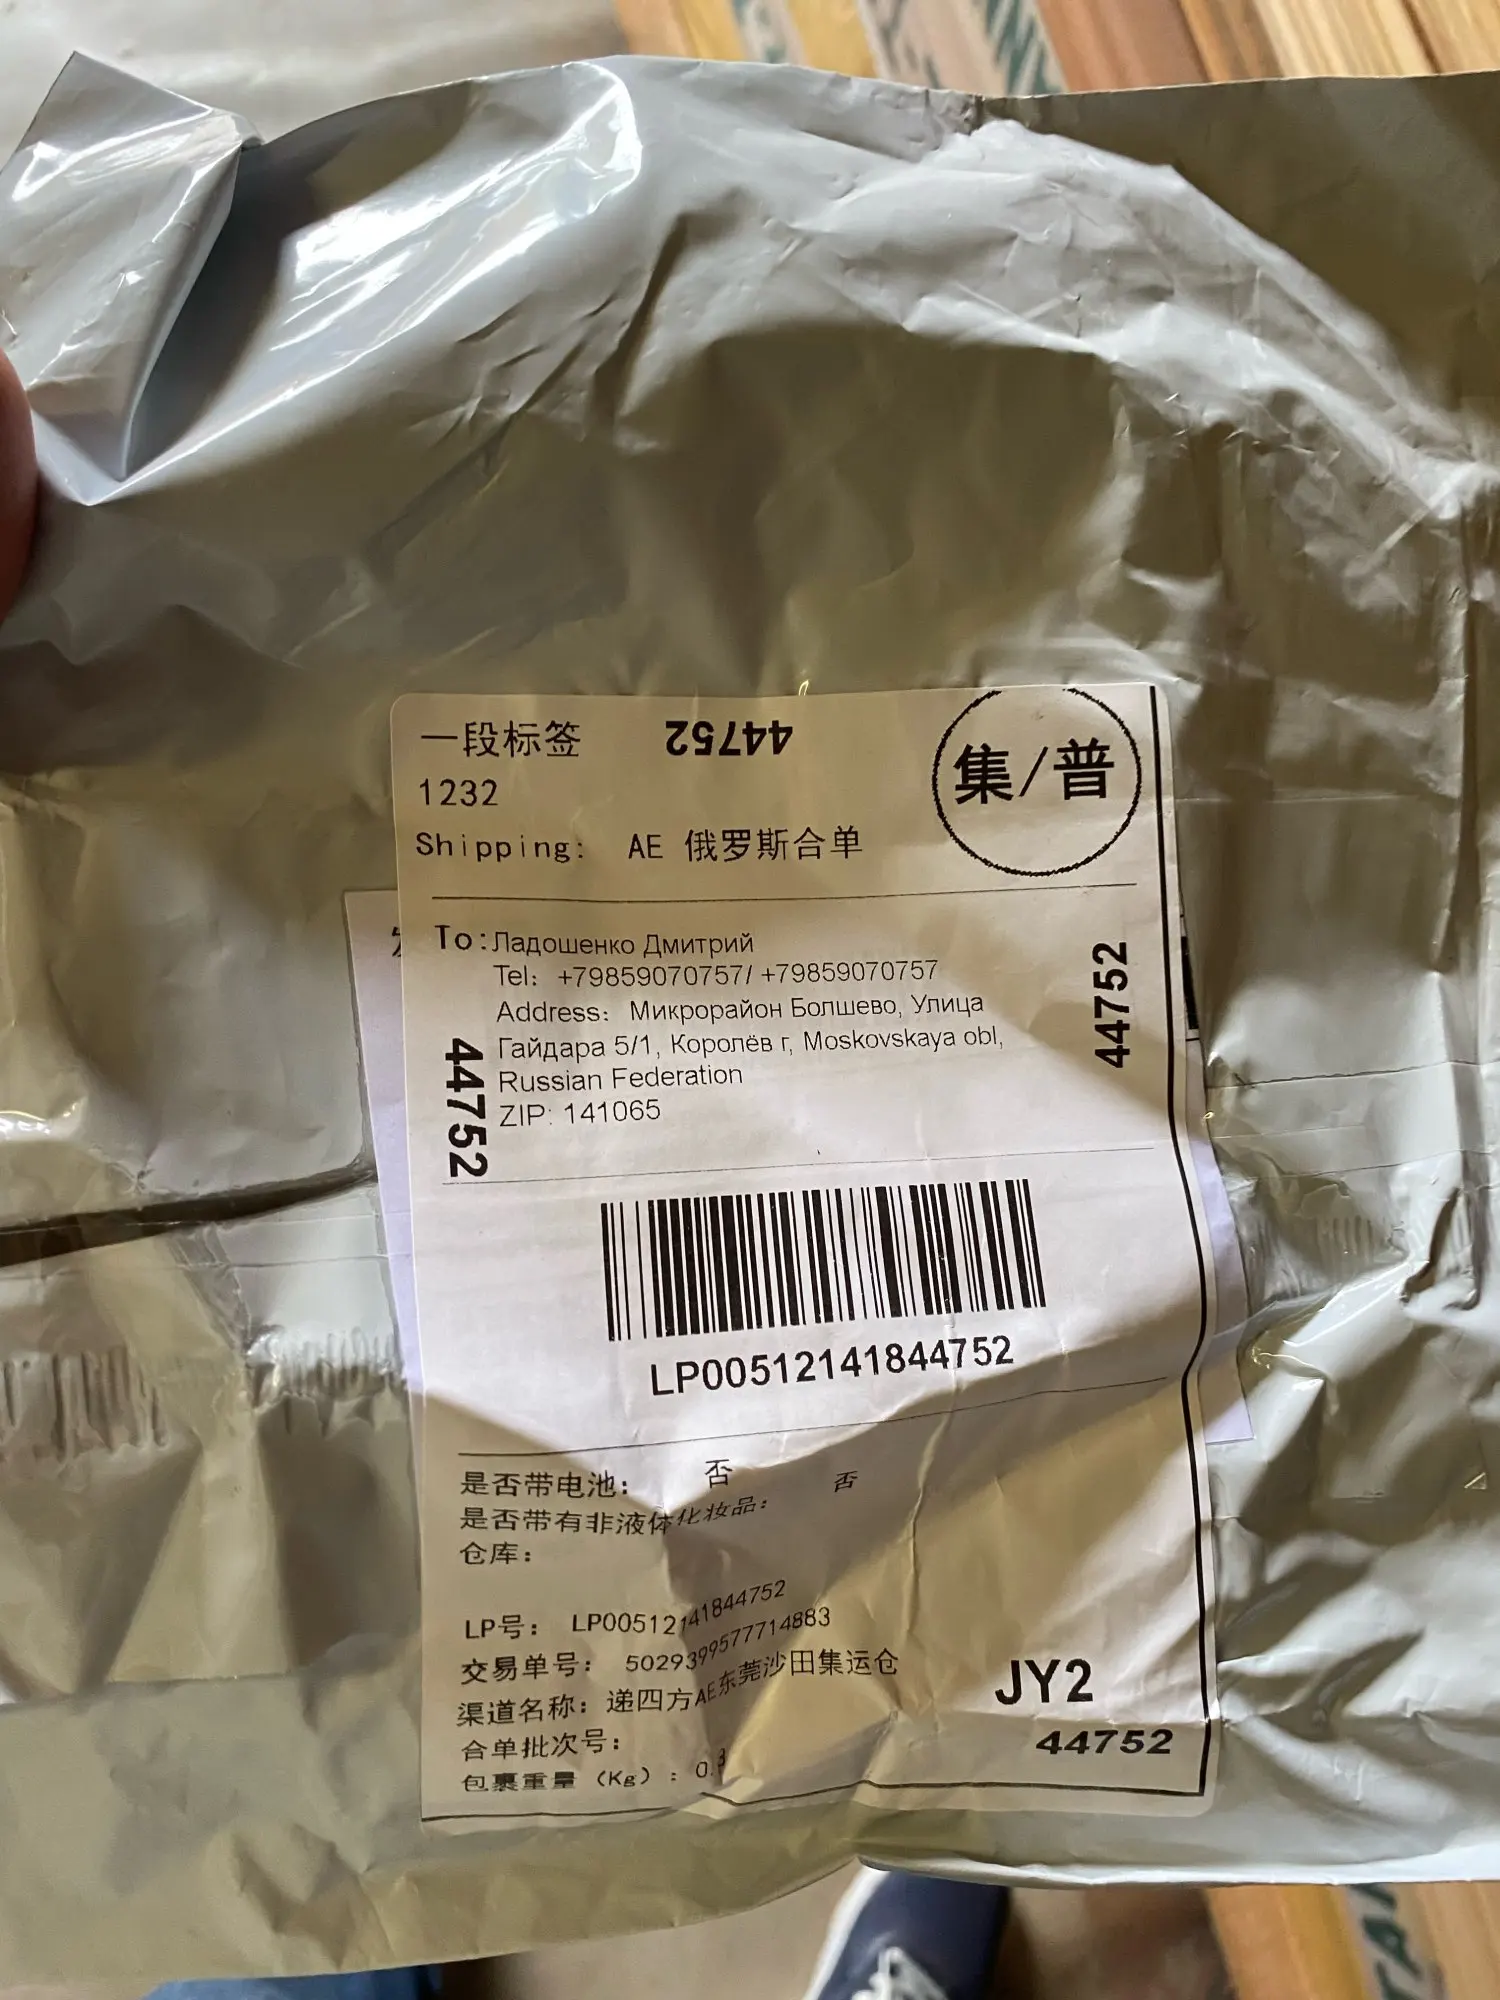 一段标签
44752
集/普
1232
Shipping: AE 俄罗斯合单
To:Ладошенко Дмитрий
Tel: +79859070757/ +79859070757
Address: Микрорайон Болшево, Улица
Гайдара 5/1, Королёв г, Moskovskaya obl,
Russian Federation
ZIP: 141065
44752
44752
LP00512141844752
是否带电池: 否
是否带有非液体化妆品: 否
仓库:
LP号: LP00512141844752
交易单号: 5029399577714883
渠道名称: 递四方AE东莞沙田集运仓
合单批次号:
包裹重量 (Kg) : 0.3
JY2
44752